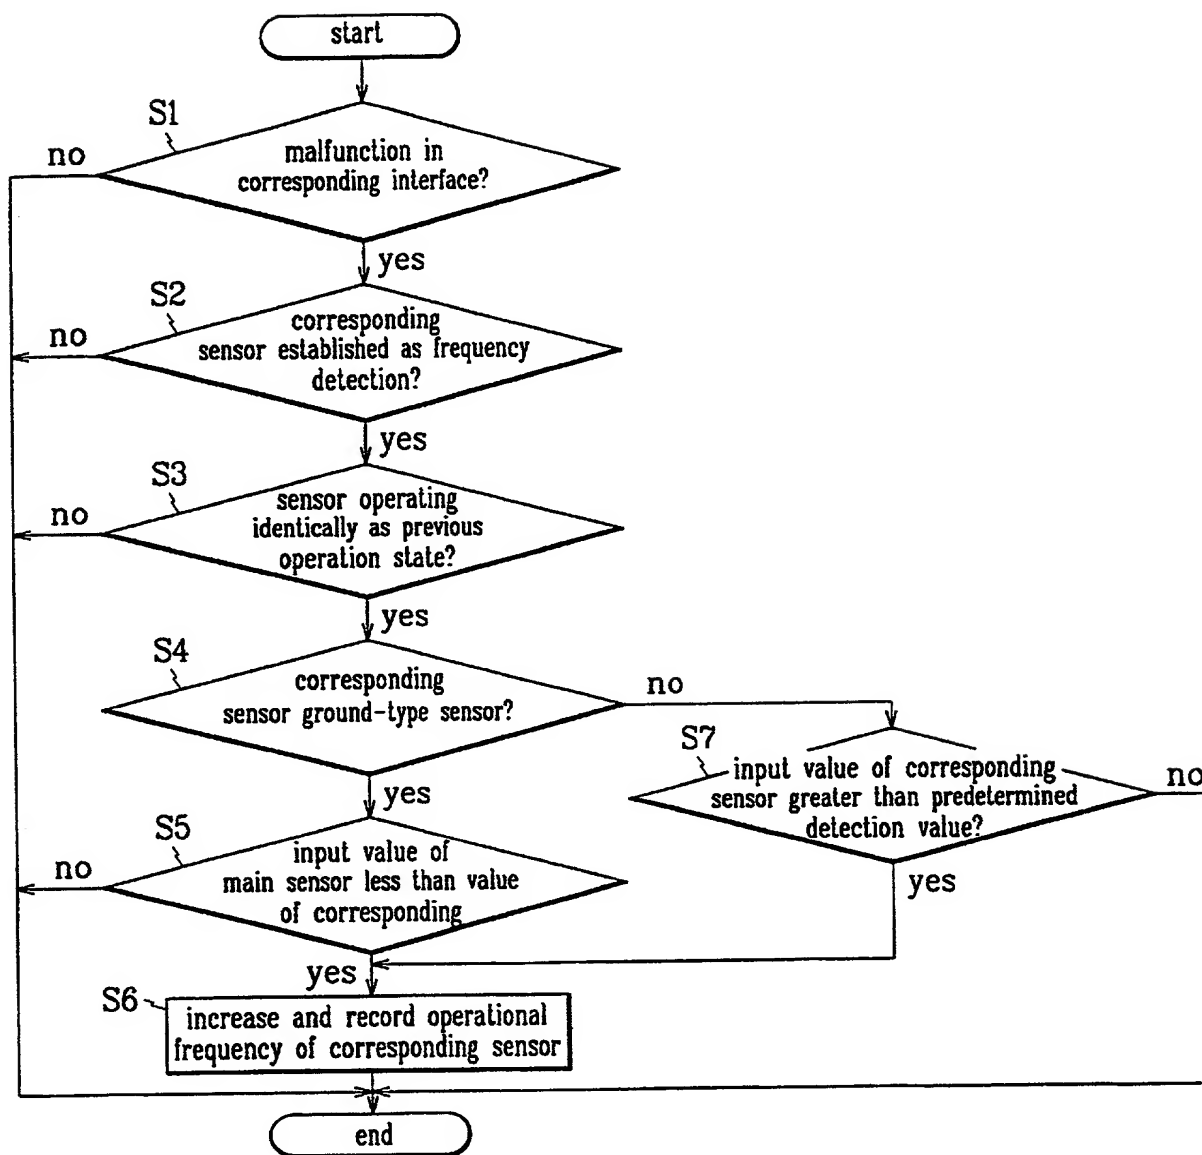 start
S1
no
malfunction in
corresponding interface?
yes
S2
no
corresponding
sensor established as frequency
detection?
yes
S3
no
sensor operating
identically as previous
operation state?
yes
S4
corresponding
sensor ground-type sensor?
no
yes
S7
input value of corresponding
sensor greater than predetermined
detection value?
no
yes
S5
no
input value of
main sensor less than value
of corresponding
yes
S6
increase and record operational
frequency of corresponding sensor
end